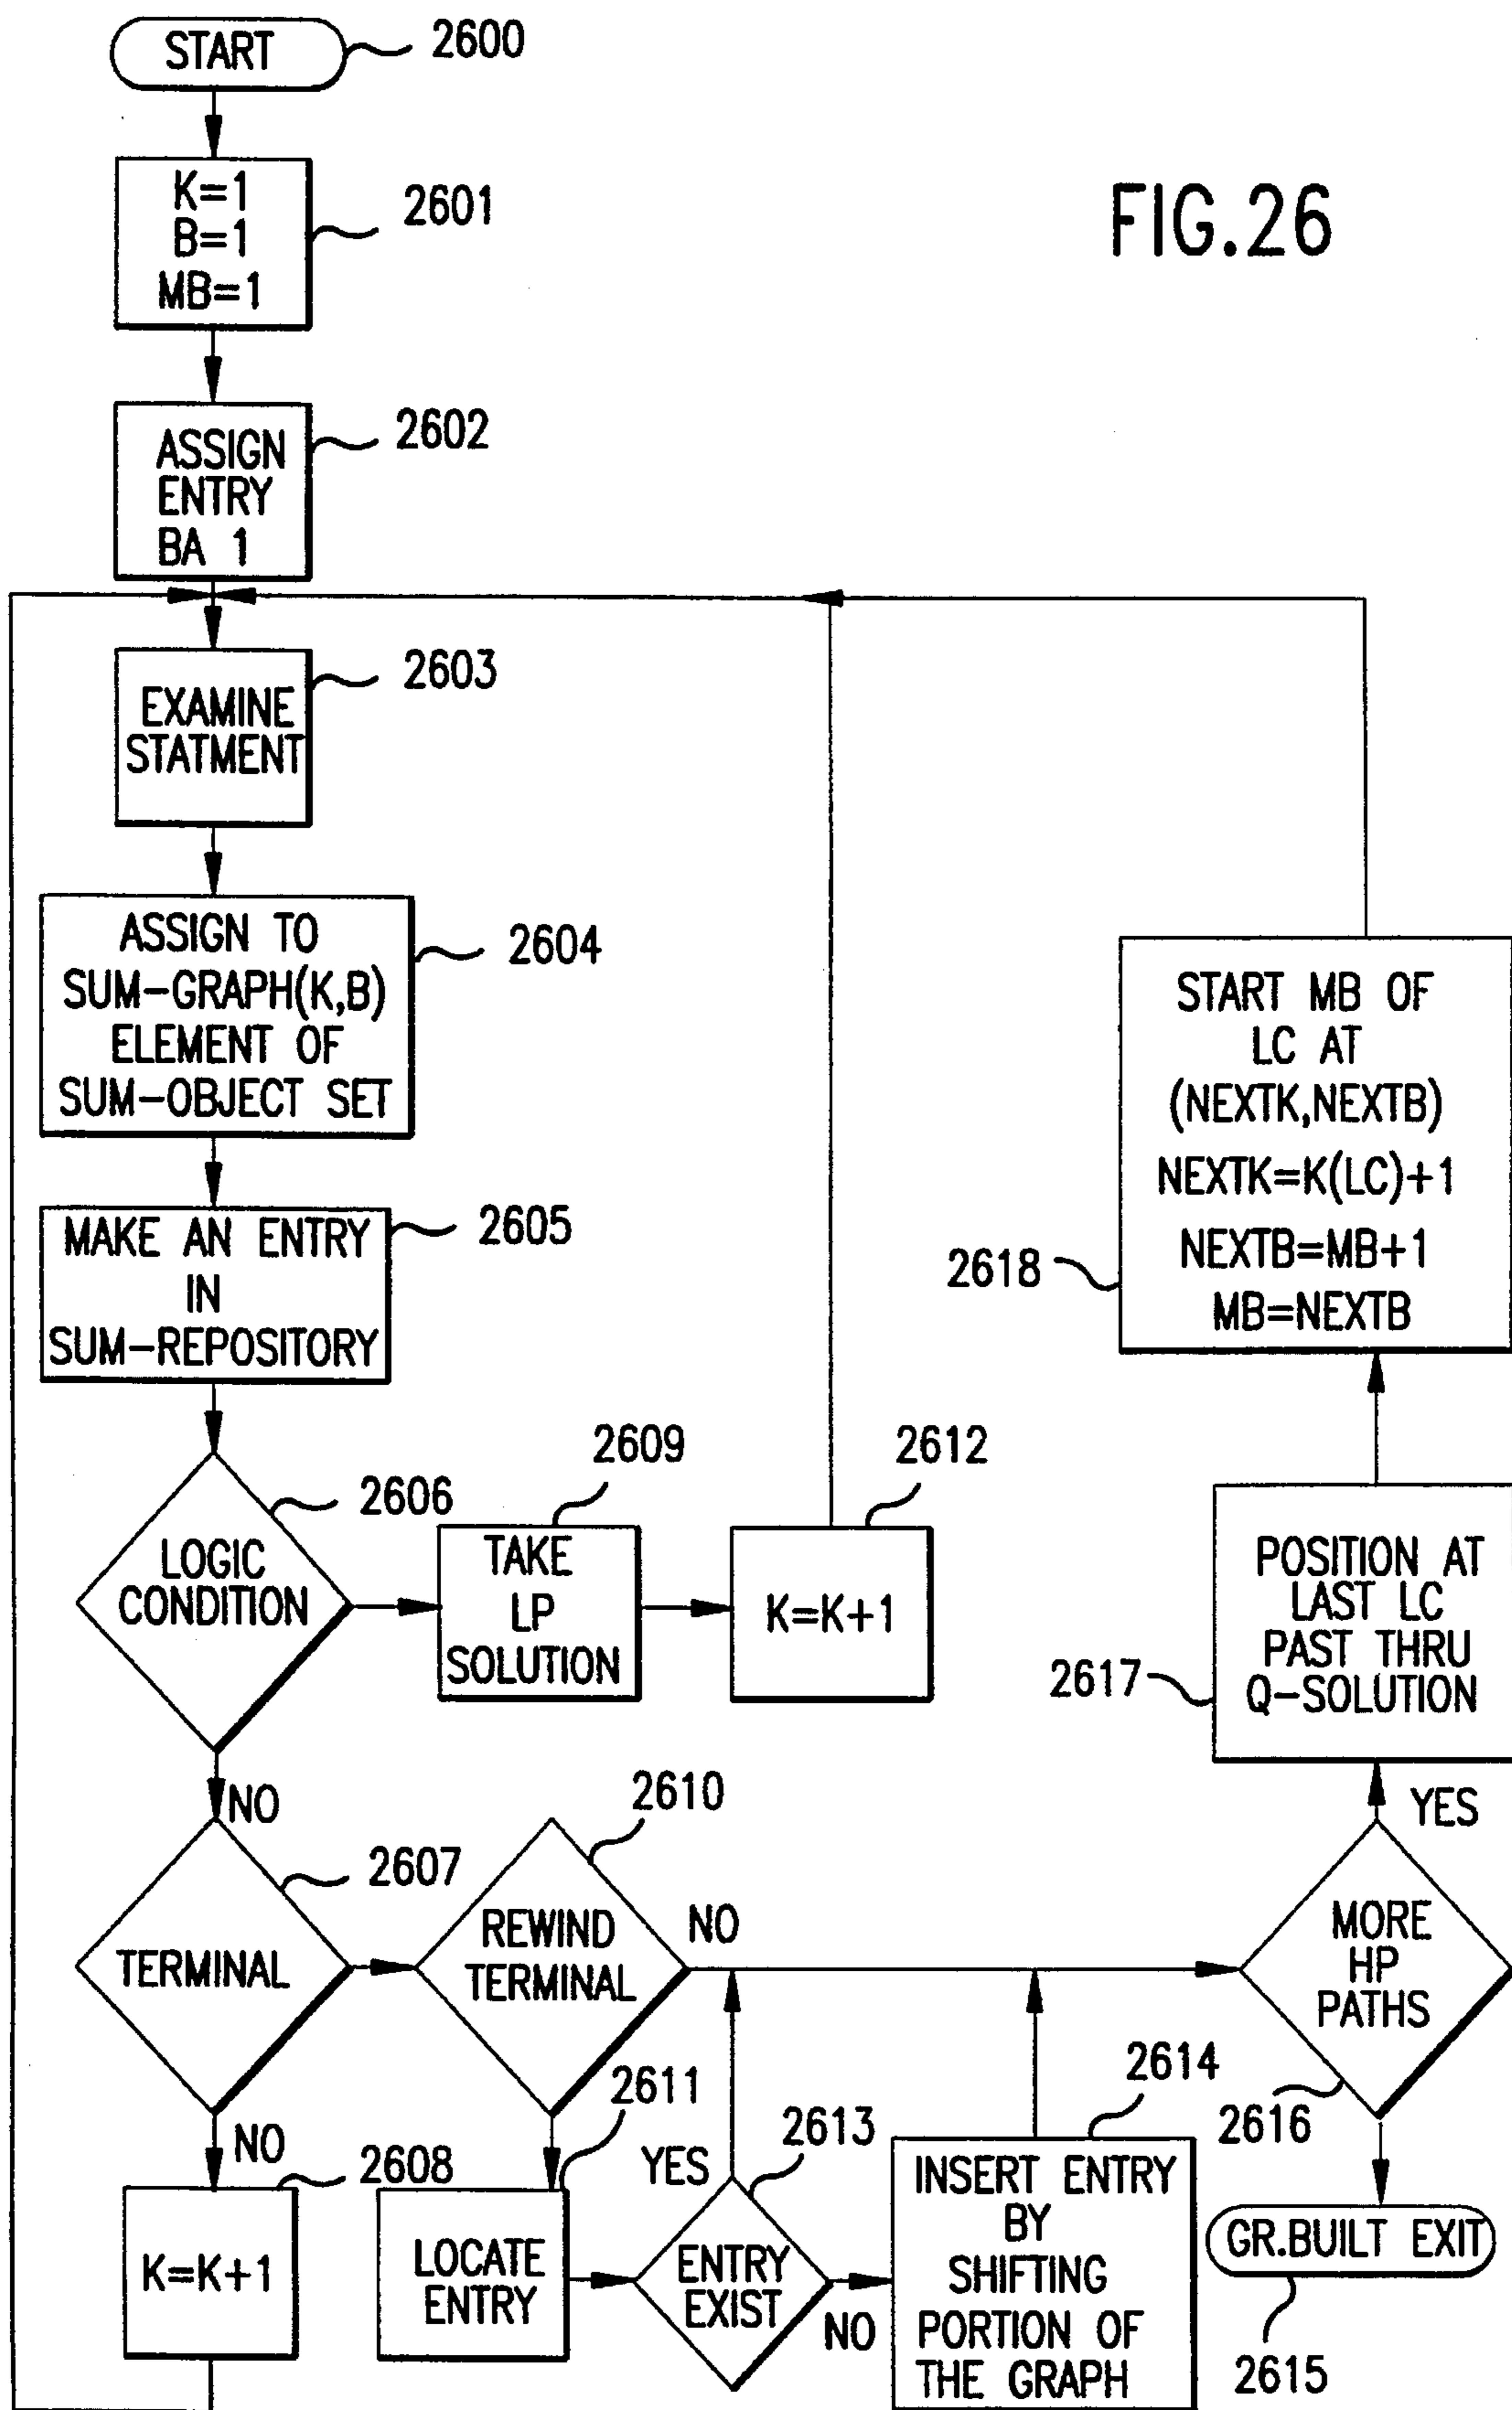 START
2600
FIG.26
K=1
B=1
MB=1
2601
ASSIGN
ENTRY
BA 1
2602
EXAMINE
STATMENT
2603
ASSIGN TO
SUM-GRAPH(K,B)
ELEMENT OF
SUM-OBJECT SET
2604
MAKE AN ENTRY
IN
SUM-REPOSITORY
2605
START MB OF
LC AT
(NEXTK,NEXTB)
NEXTK=K(LC)+1
NEXTB=MB+1
MB=NEXTB
2618
LOGIC
CONDITION
2606
TAKE
LP
SOLUTION
2609
K=K+1
2612
POSITION AT
LAST LC
PAST THRU
Q-SOLUTION
2617
NO
TERMINAL
2607
REWIND
TERMINAL
2610
NO
YES
MORE
HP
PATHS
2616
NO
K=K+1
2608
LOCATE
ENTRY
2611
YES
ENTRY
EXIST
2613
NO
INSERT ENTRY
BY
SHIFTING
PORTION OF
THE GRAPH
2614
GR.BUILT EXIT
2615